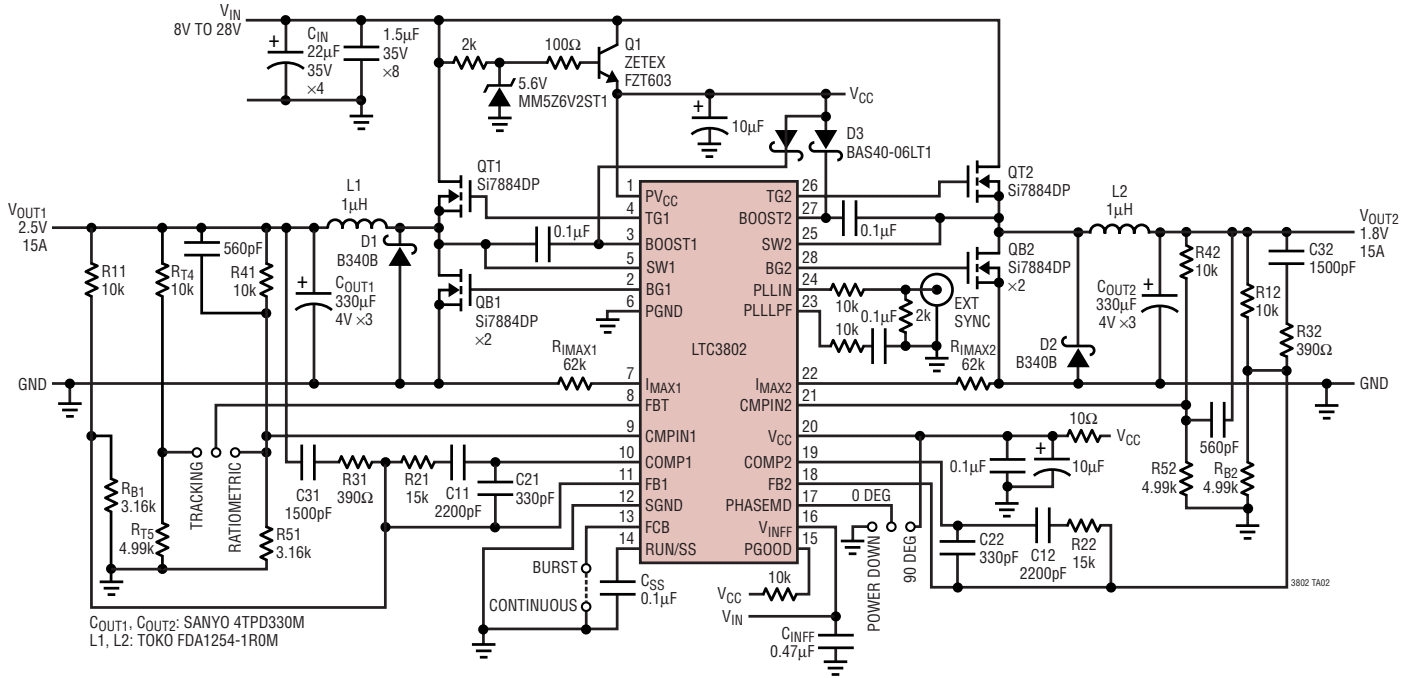 VIN
8V TO 28V
CIN
22µF
35V
×4
1.5µF
35V
×8
2k
100Ω
Q1
ZETEX
FZT603
5.6V
MM5Z6V2ST1
10µF
VCC
D3
BAS40-06LT1
VOUT1
2.5V
15A
560pF
L1
1µH
QT1
Si7884DP
D1
B340B
0.1µF
R11
10k
RT4
10k
R41
10k
COUT1
330µF
4V ×3
QB1
Si7884DP
×2
RIMAX1
62k
GND
1
PVCC
4
TG1
3
BOOST1
5
SW1
2
BG1
6
PGND
LTC3802
7
IMAX1
8
FBT
9
CMPIN1
10
COMP1
11
FB1
12
SGND
13
FCB
14
RUN/SS
26
TG2
27
BOOST2
25
SW2
28
BG2
24
PLLIN
23
PLLLPF
22
IMAX2
21
CMPIN2
20
VCC
19
COMP2
18
FB2
17
PHASEMD
16
VINFF
15
PGOOD
0.1µF
QT2
Si7884DP
QB2
Si7884DP
×2
10k
0.1µF
10k
2k
EXT
SYNC
RIMAX2
62k
L2
1µH
VOUT2
1.8V
15A
R42
10k
COUT2
330µF
4V ×3
D2
B340B
R12
10k
C32
1500pF
R32
390Ω
GND
10Ω
VCC
0.1µF
10µF
560pF
R52
4.99k
RB2
4.99k
0 DEG
POWER DOWN
90 DEG
C22
330pF
C12
2200pF
R22
15k
10k
VCC
VIN
CINFF
0.47µF
RB1
3.16k
RT5
4.99k
TRACKING
RATIOMETRIC
R51
3.16k
C31
1500pF
R31
390Ω
R21
15k
C11
2200pF
C21
330pF
BURST
CONTINUOUS
CSS
0.1µF
3802 TA02
COUT1, COUT2: SANYO 4TPD330M
L1, L2: TOKO FDA1254-1R0M